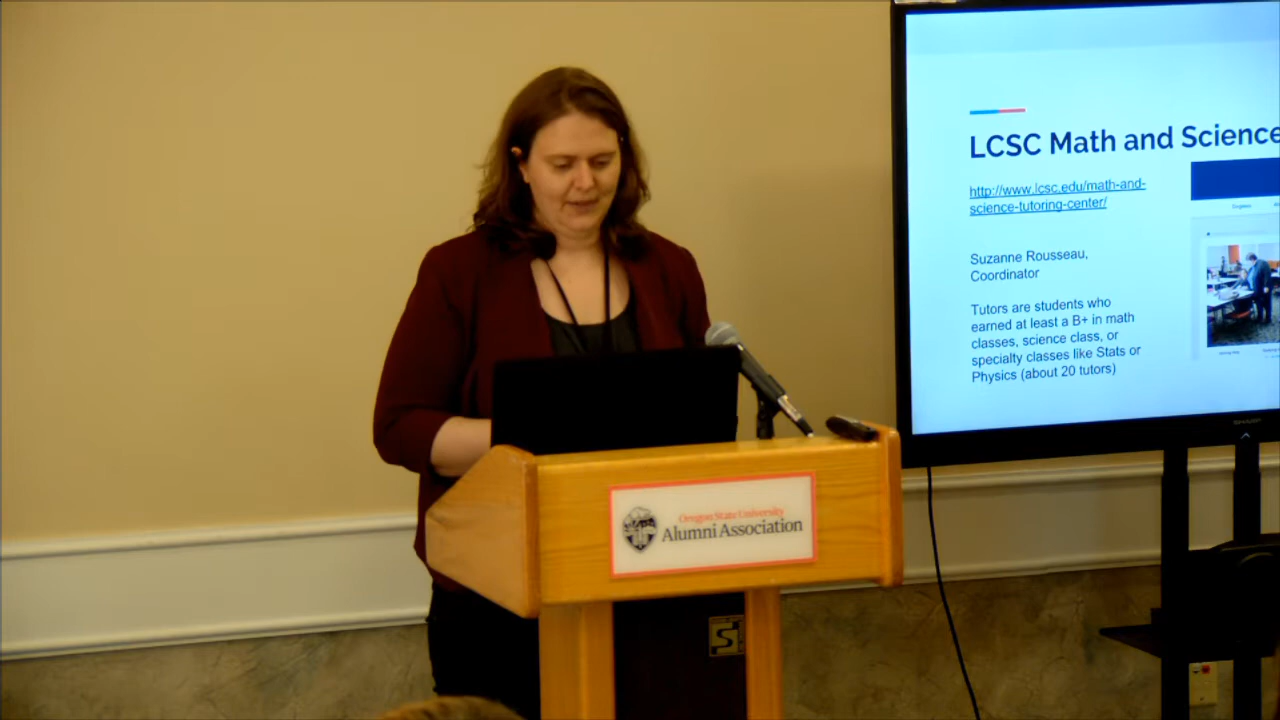 LCSC Math and Science
http://www.lcsc.edu/math-and-
science-tutoring-center/
Suzanne Rousseau,
Coordinator
Tutors are students who
earned at least a B+ in math
classes, science class, or
specialty classes like Stats or
Physics (about 20 tutors)
SHARP
Oregon State University
Alumni Association